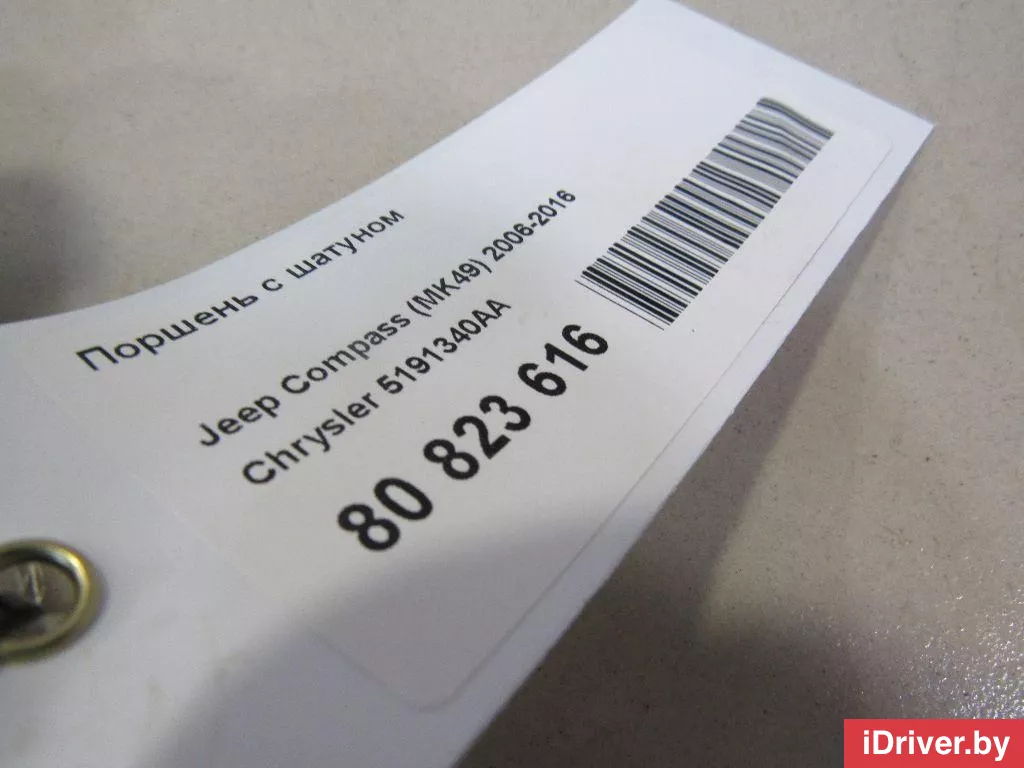 Поршень с шатуном
Jeep Compass (MK49) 2006-2016
Chrysler 5191340AA
80 823 616
iDriver.by